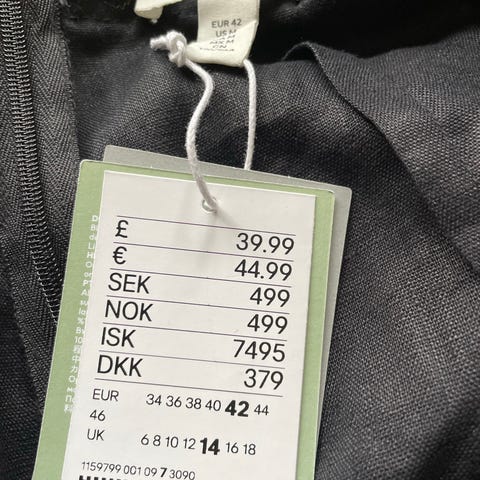 EUR 42
US M
£ 39.99
€ 44.99
SEK 499
NOK 499
ISK 7495
DKK 379
EUR 34 36 38 40 42 44
46
UK 6 8 10 12 14 16 18
1159799 001 09 7 3090